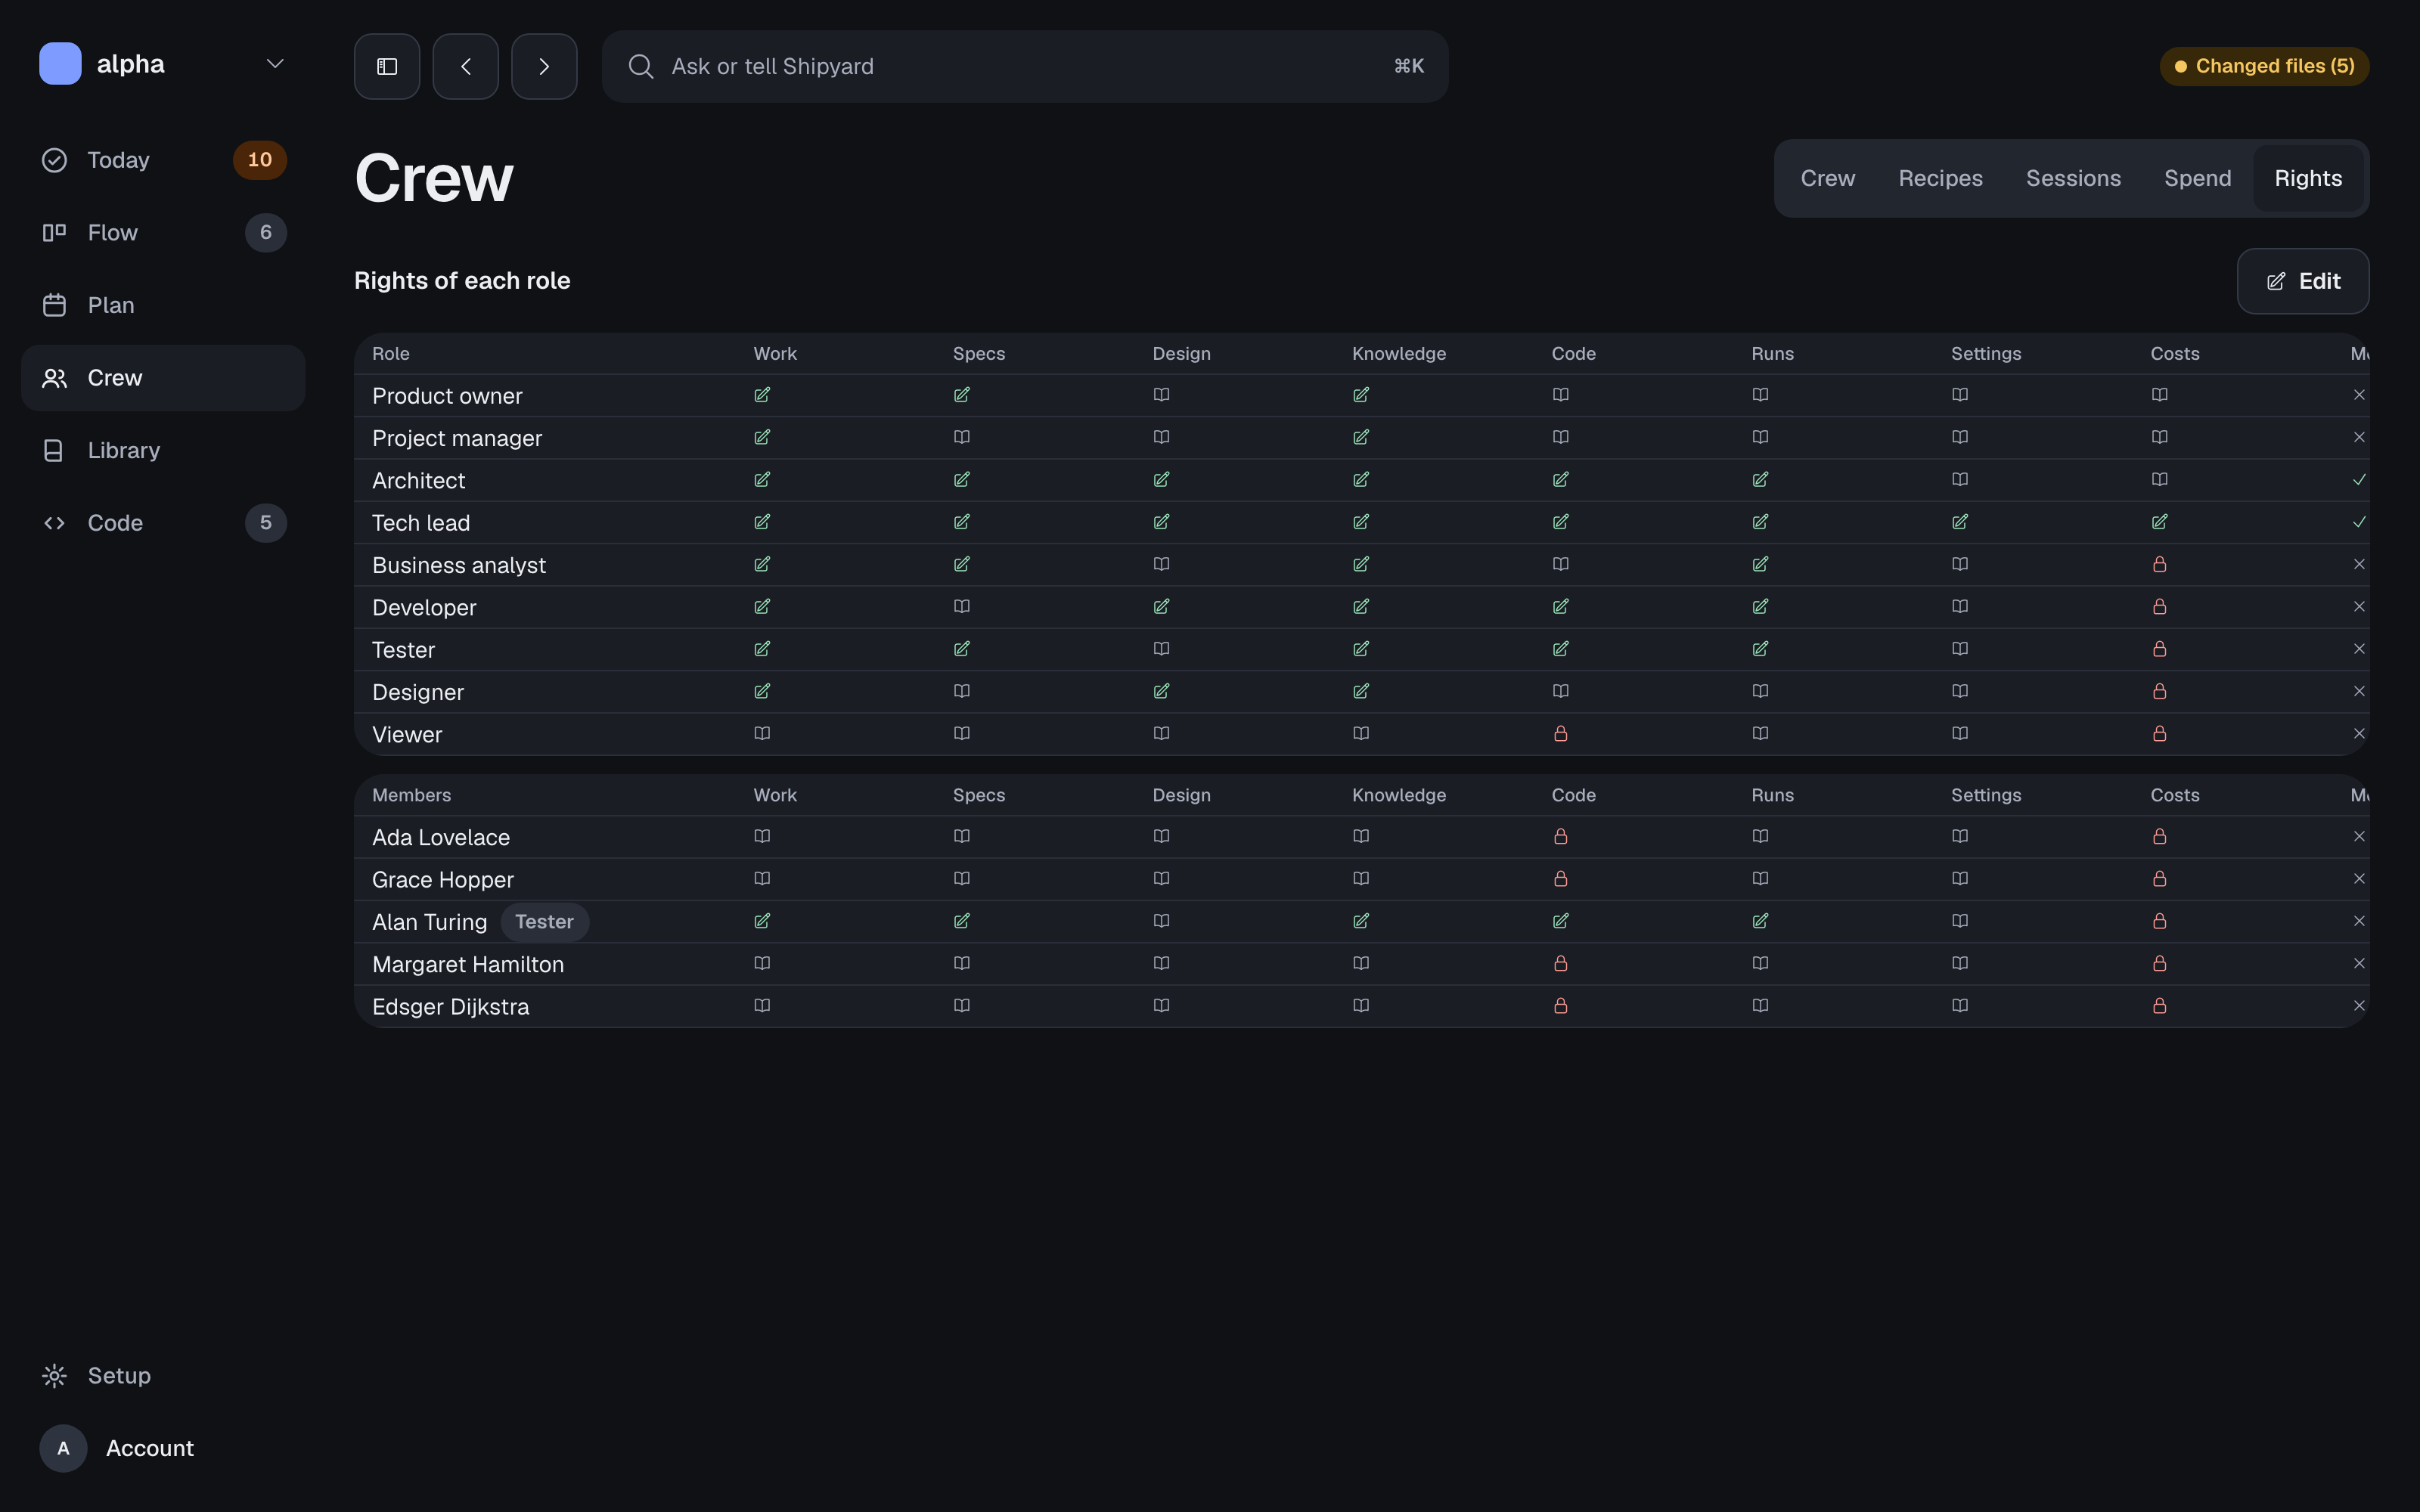 alpha
Ask or tell Shipyard ⌘K
Changed files (5)
Today 10
Flow 6
Plan
Crew
Library
Code 5
Setup
A Account
Crew
Crew Recipes Sessions Spend Rights
Rights of each role
Edit
Role Work Specs Design Knowledge Code Runs Settings Costs
Product owner
Project manager
Architect
Tech lead
Business analyst
Developer
Tester
Designer
Viewer
Members Work Specs Design Knowledge Code Runs Settings Costs
Ada Lovelace
Grace Hopper
Alan Turing Tester
Margaret Hamilton
Edsger Dijkstra